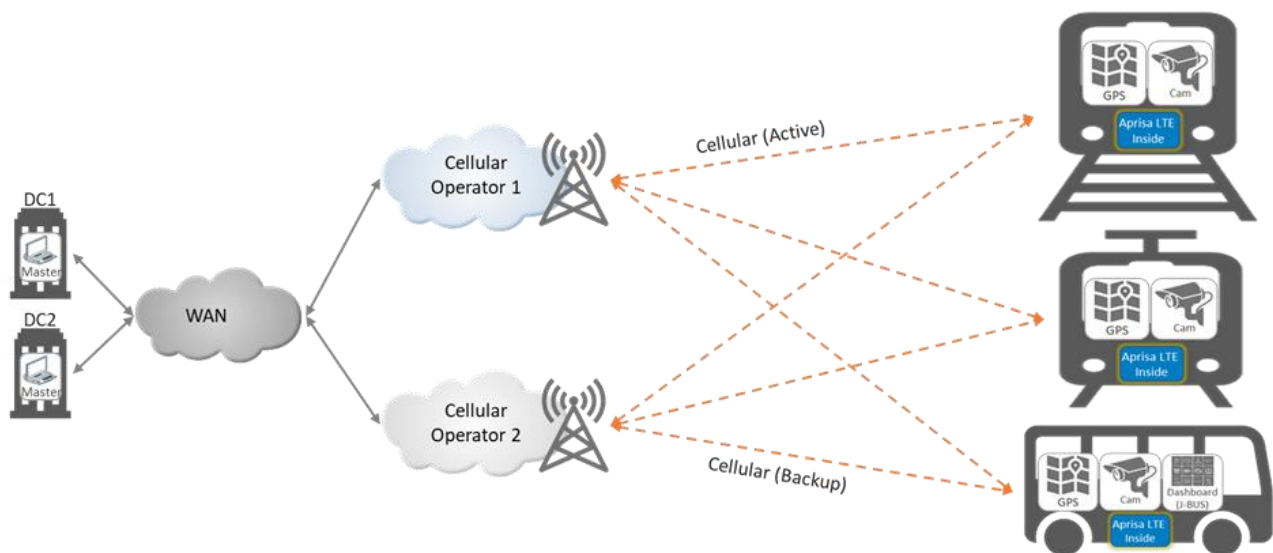 DC1
Master
DC2
Master
WAN
Cellular
Operator 1
Cellular
Operator 2
Cellular (Active)
Cellular (Backup)
GPS
Cam
Aprisa LTE
Inside
GPS
Cam
Aprisa LTE
Inside
GPS
Cam
Dashboard
(J-BUS)
Aprisa LTE
Inside